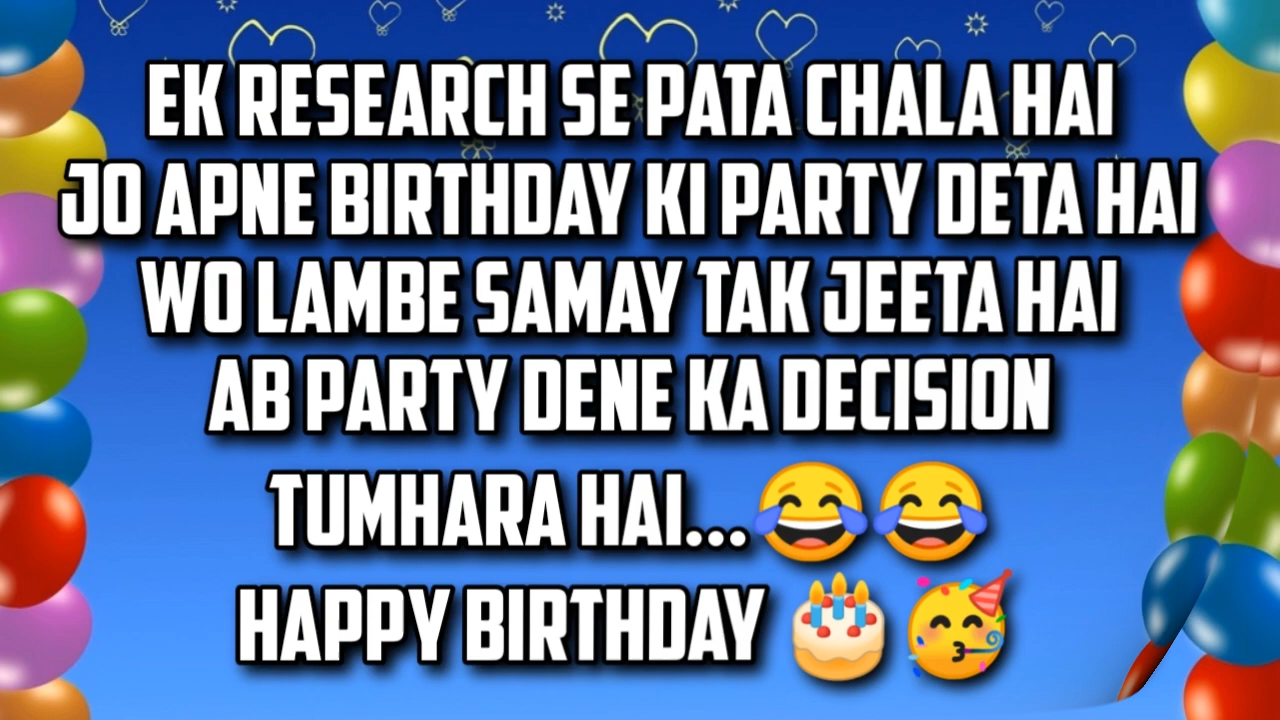 EK RESEARCH SE PATA CHALA HAI
JO APNE BIRTHDAY KI PARTY DETA HAI
WO LAMBE SAMAY TAK JEETA HAI
AB PARTY DENE KA DECISION
TUMHARA HAI...😂😂
HAPPY BIRTHDAY 🎂🥳